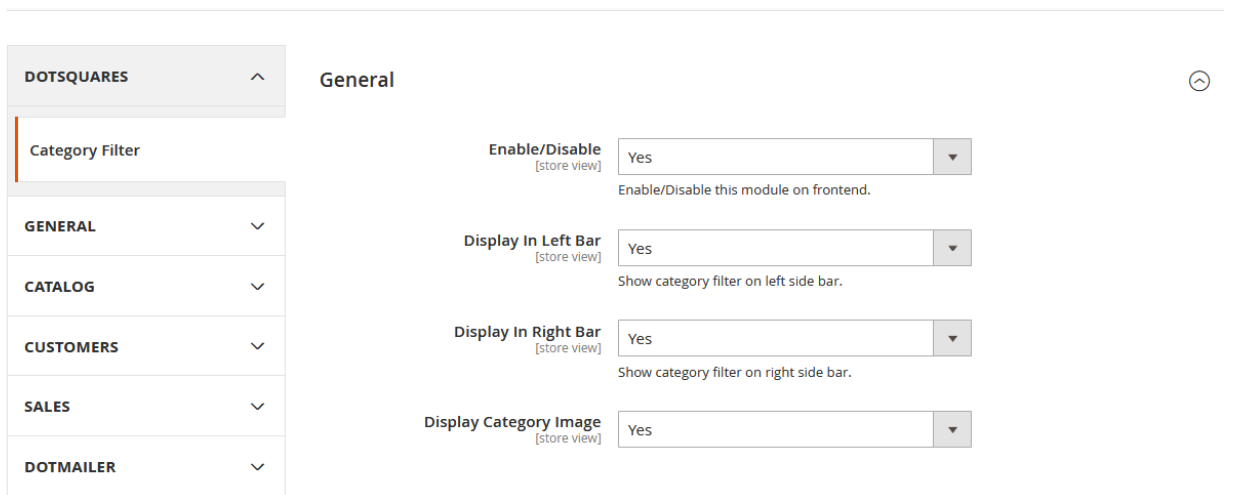 DOTSQUARES
Category Filter
GENERAL
CATALOG
CUSTOMERS
SALES
DOTMAILER
General
Enable/Disable
[store view]
Yes
Enable/Disable this module on frontend.
Display In Left Bar
[store view]
Yes
Show category filter on left side bar.
Display In Right Bar
[store view]
Yes
Show category filter on right side bar.
Display Category Image
[store view]
Yes